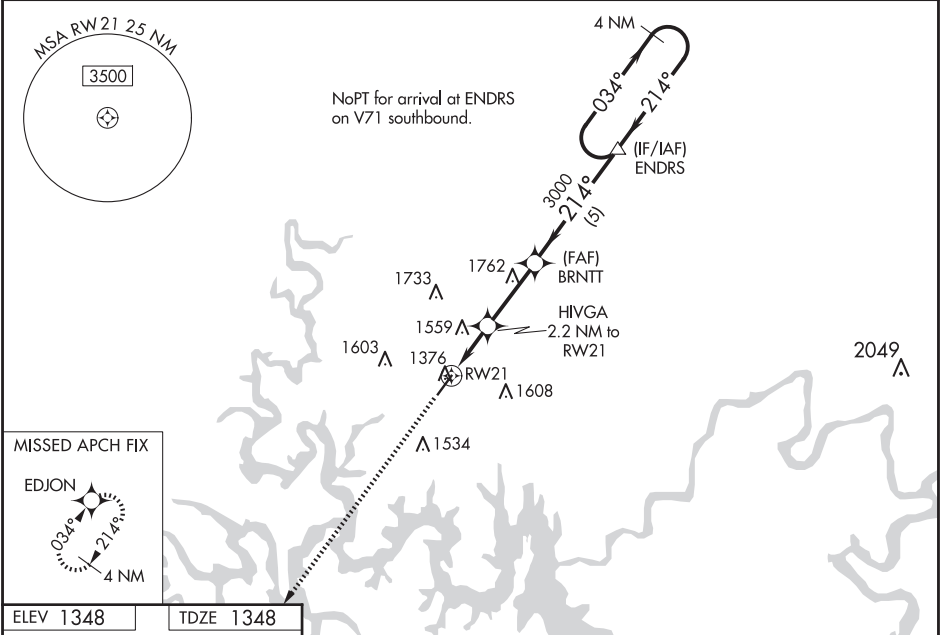 MSA RW21 25 NM
3500
NoPT for arrival at ENDRS
on V71 southbound.
4 NM
034°
214°
(IF/IAF)
ENDRS
3000
214°
(5)
(FAF)
BRNTT
1762
1733
HIVGA
2.2 NM to
RW21
1559
1603
1376
RW21
1608
2049
1534
MISSED APCH FIX
EDJON
034°
214°
4 NM
ELEV 1348
TDZE 1348